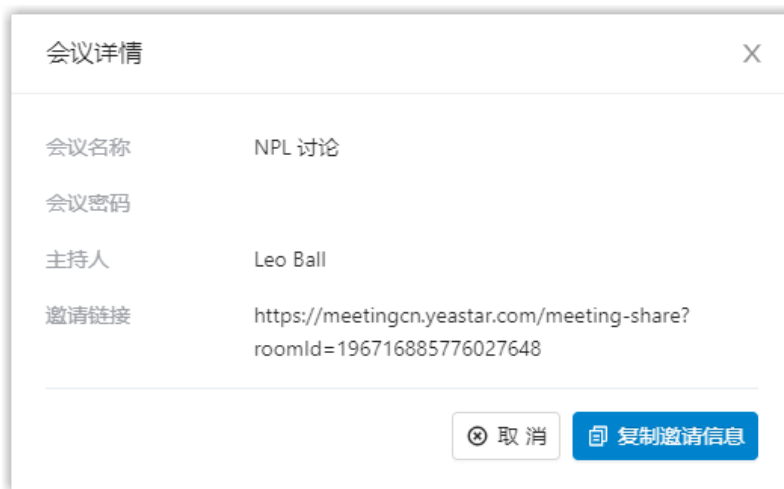 会议详情
会议名称 NPL 讨论
会议密码
主持人 Leo Ball
邀请链接 https://meetingcn.yeastar.com/meeting-share?
roomId=196716885776027648
取 消 复制邀请信息